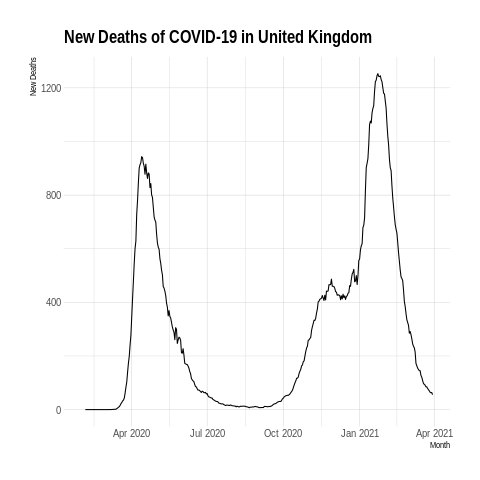 New Deaths of COVID-19 in United Kingdom
New Deaths
1200
800
400
0
Apr 2020 Jul 2020 Oct 2020 Jan 2021 Apr 2021
Month